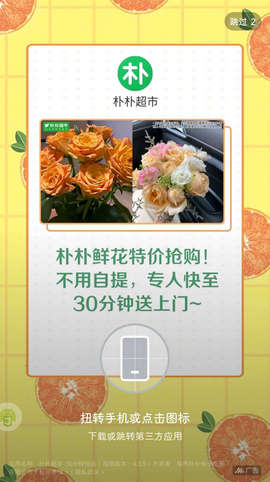 跳过 2
朴
朴朴超市
朴朴超市
朴朴鲜花特价抢购！
不用自提，专人快至
30分钟送上门~
扭转手机或点击图标
下载或跳转第三方应用
广告